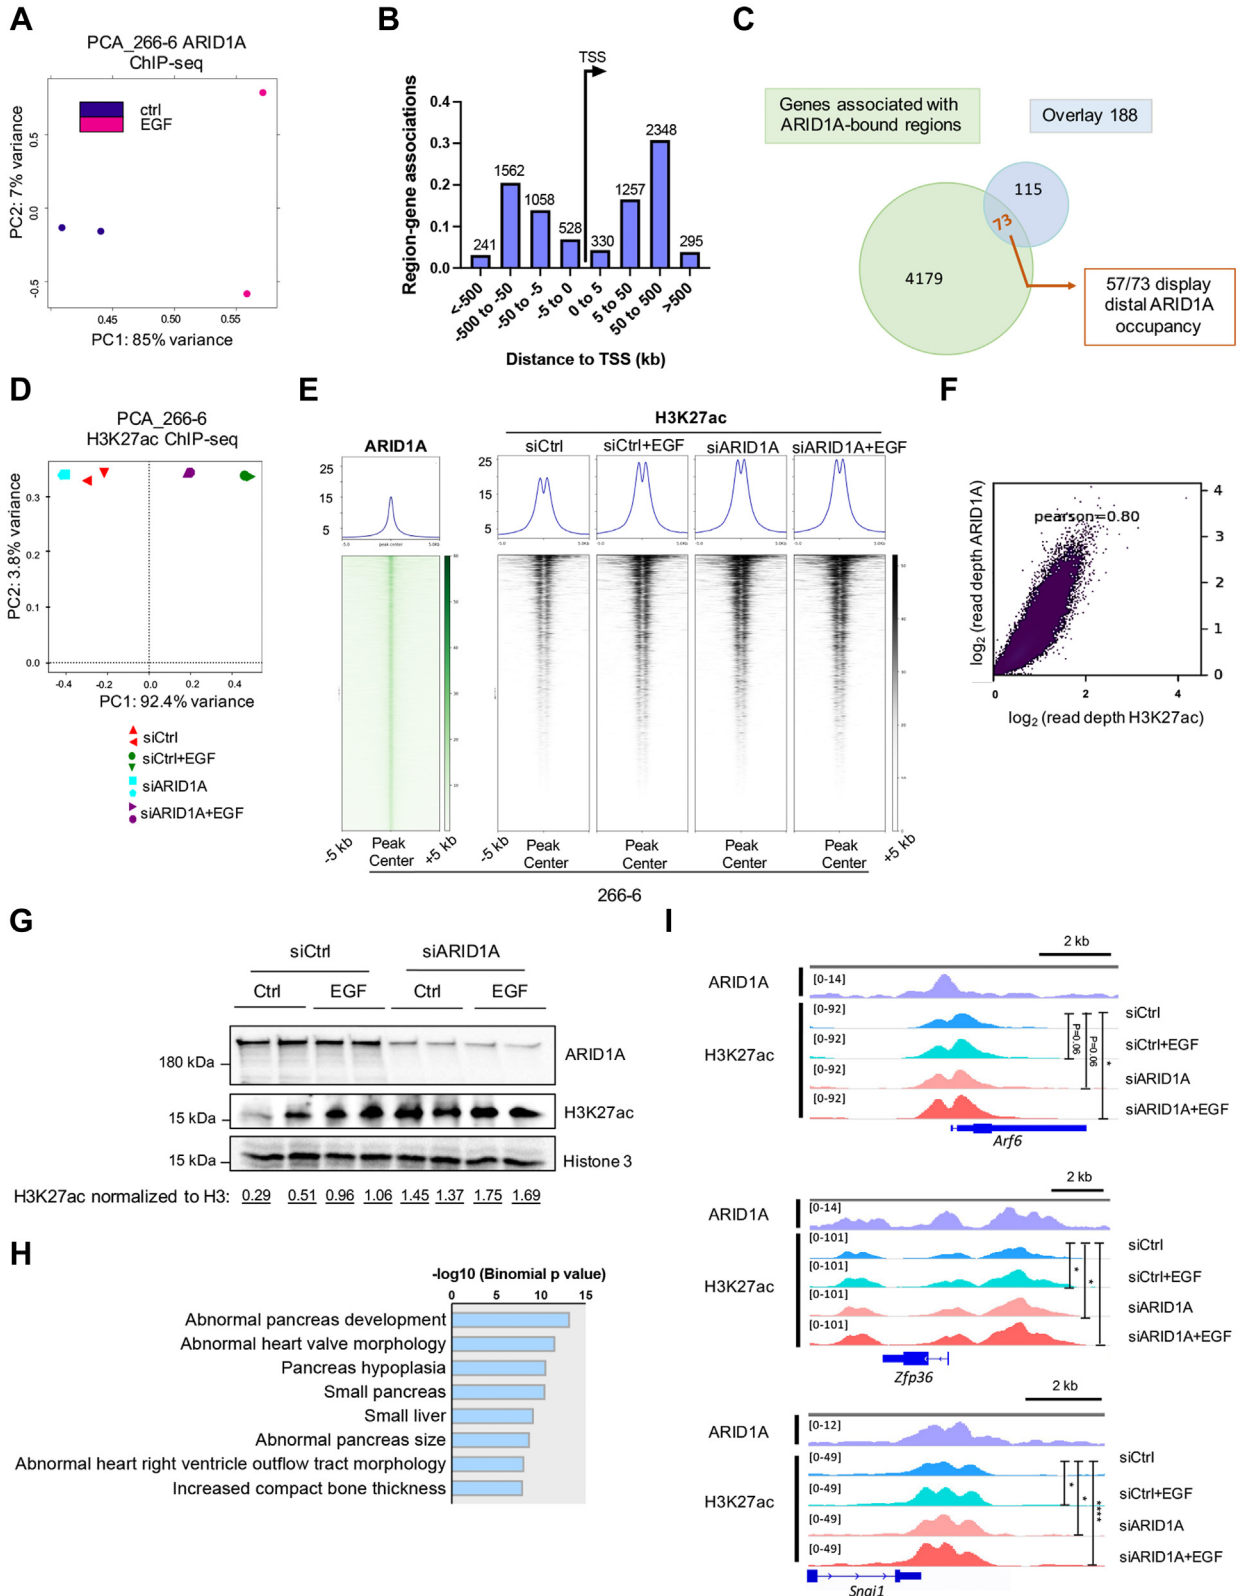 A
PCA_266-6 ARID1A
ChIP-seq
ctrl
EGF
PC2: 7% variance
0.5
0.0
-0.5
0.45
0.50
0.55
PC1: 85% variance
B
TSS
Region-gene associations
0.4
0.3
0.2
0.1
0.0
241
1562
1058
528
330
1257
2348
295
<-500
-500 to -50
-50 to -5
-5 to 0
0 to 5
5 to 50
50 to 500
>500
Distance to TSS (kb)
C
Genes associated with
ARID1A-bound regions
Overlay 188
115
73
4179
57/73 display
distal ARID1A
occupancy
D
PCA_266-6
H3K27ac ChIP-seq
PC2: 3.8% variance
0.3
0.2
0.1
0.0
-0.4
-0.2
0.0
0.2
0.4
PC1: 92.4% variance
siCtrl
siCtrl+EGF
siARID1A
siARID1A+EGF
E
H3K27ac
ARID1A
siCtrl
siCtrl+EGF
siARID1A
siARID1A+EGF
25
15
5
25
15
5
-5 kb
Peak
Center
+5 kb
-5 kb
Peak
Center
Peak
Center
Peak
Center
Peak
Center
+5 kb
266-6
F
pearson=0.80
log2 (read depth ARID1A)
4
3
2
1
0
0
2
4
log2 (read depth H3K27ac)
G
siCtrl
siARID1A
Ctrl
EGF
Ctrl
EGF
180 kDa
ARID1A
15 kDa
H3K27ac
15 kDa
Histone 3
H3K27ac normalized to H3: 0.29 0.51 0.96 1.06 1.45 1.37 1.75 1.69
H
-log10 (Binomial p value)
0 5 10 15
Abnormal pancreas development
Abnormal heart valve morphology
Pancreas hypoplasia
Small pancreas
Small liver
Abnormal pancreas size
Abnormal heart right ventricle outflow tract morphology
Increased compact bone thickness
I
2 kb
ARID1A
[0-14]
H3K27ac
[0-92]
siCtrl
[0-92]
siCtrl+EGF
[0-92]
siARID1A
[0-92]
siARID1A+EGF
P=0.06
P=0.06
*
Arf6
2 kb
ARID1A
[0-14]
H3K27ac
[0-101]
siCtrl
[0-101]
siCtrl+EGF
[0-101]
siARID1A
[0-101]
siARID1A+EGF
*
*
Zfp36
2 kb
ARID1A
[0-12]
H3K27ac
[0-49]
siCtrl
[0-49]
siCtrl+EGF
[0-49]
siARID1A
[0-49]
siARID1A+EGF
*
*
****
Snai1